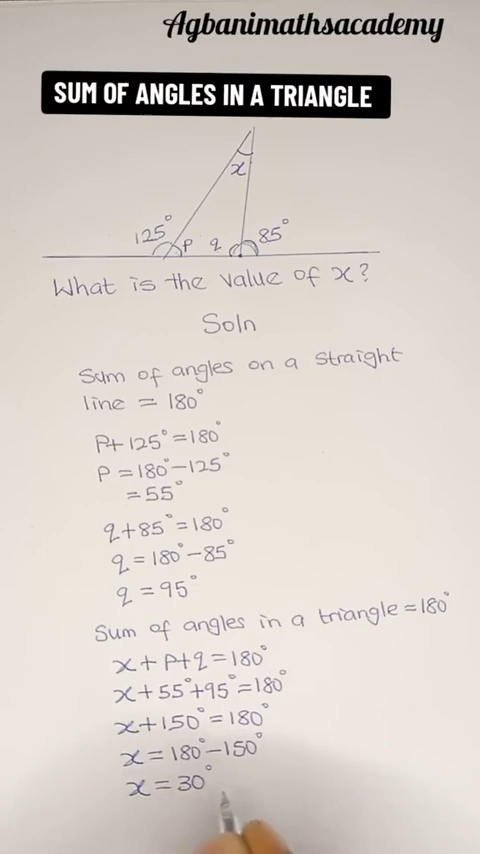 Agbanimathsacademy
SUM OF ANGLES IN A TRIANGLE
x
125° P q 85°
What is the value of x?
Soln
Sum of angles on a straight
line = 180°
P+125°=180°
P=180°-125°
=55°
q+85°=180°
q=180°-85°
q=95°
Sum of angles in a triangle=180°
x+P+q=180°
x+55°+95°=180°
x+150°=180°
x=180°-150°
x=30°